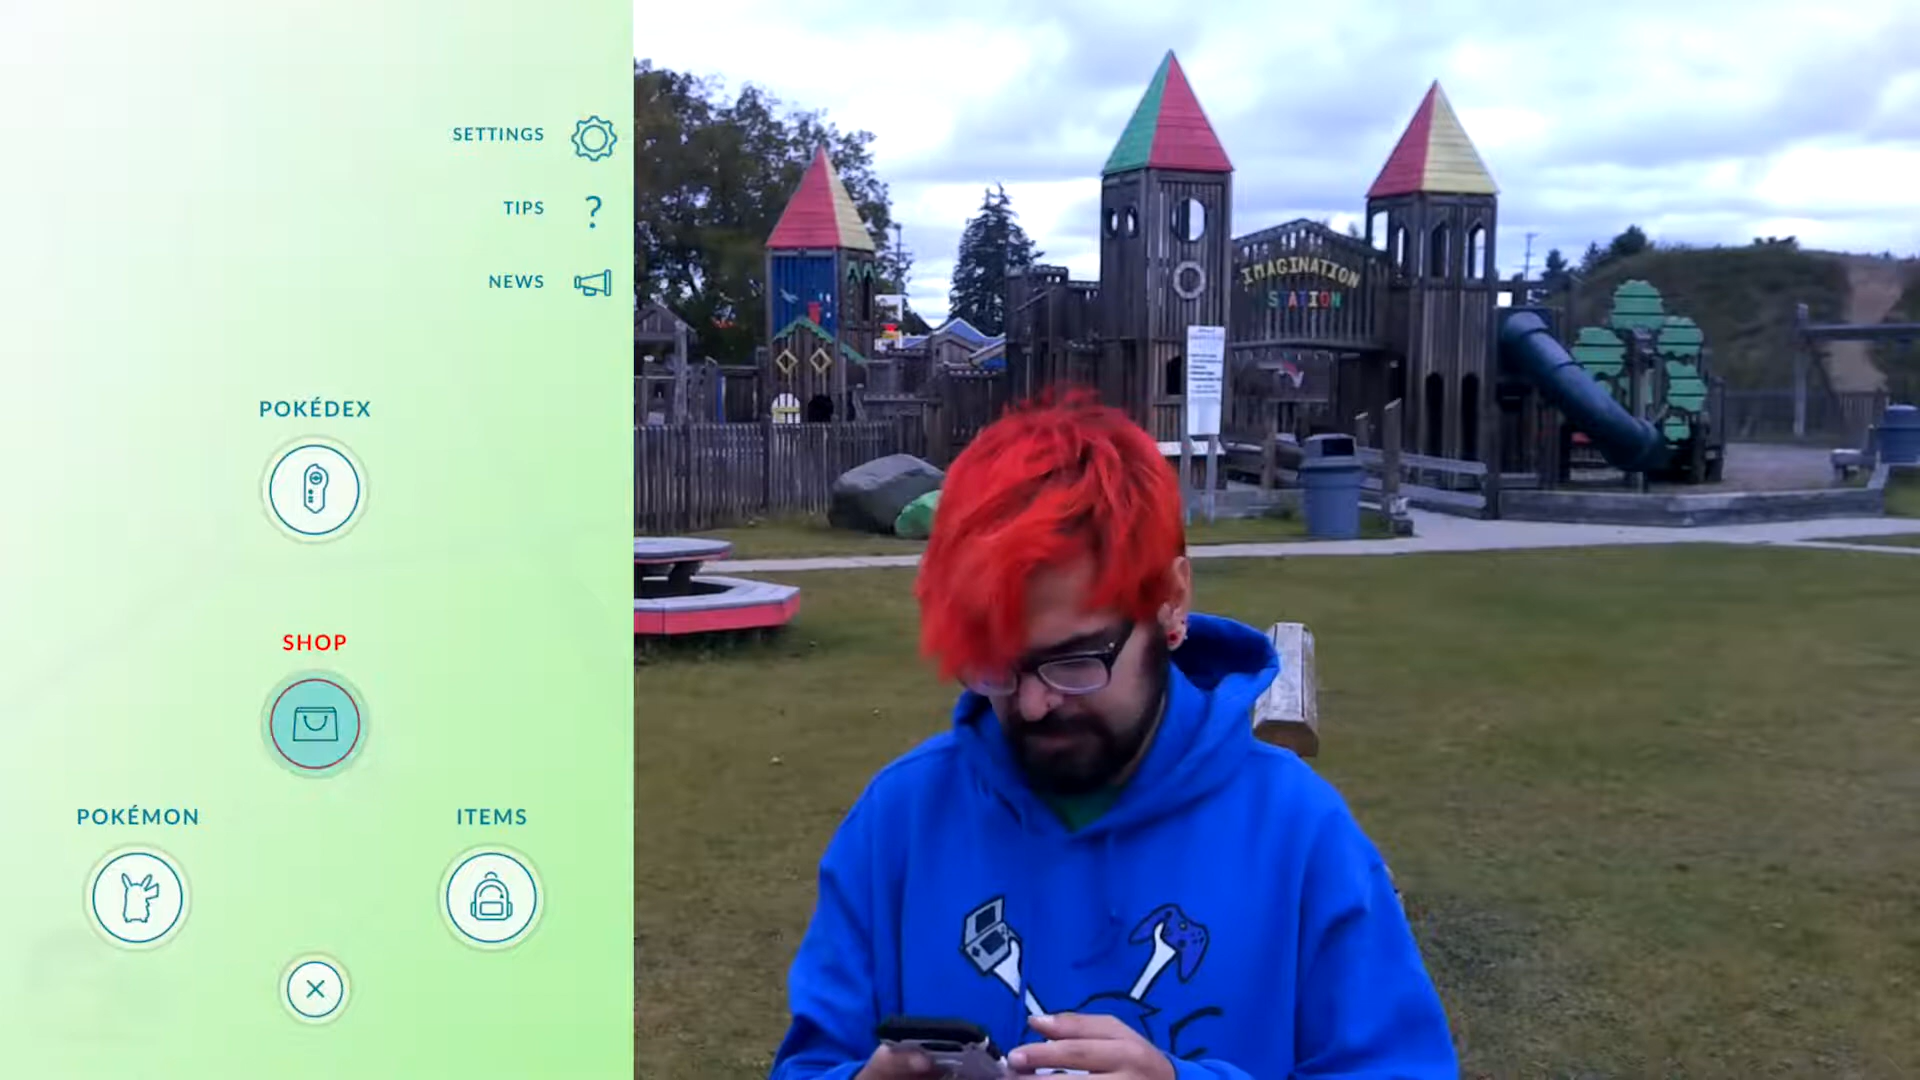 SETTINGS
TIPS
?
NEWS
POKÉDEX
SHOP
POKÉMON
ITEMS
IMAGINATION
STATION